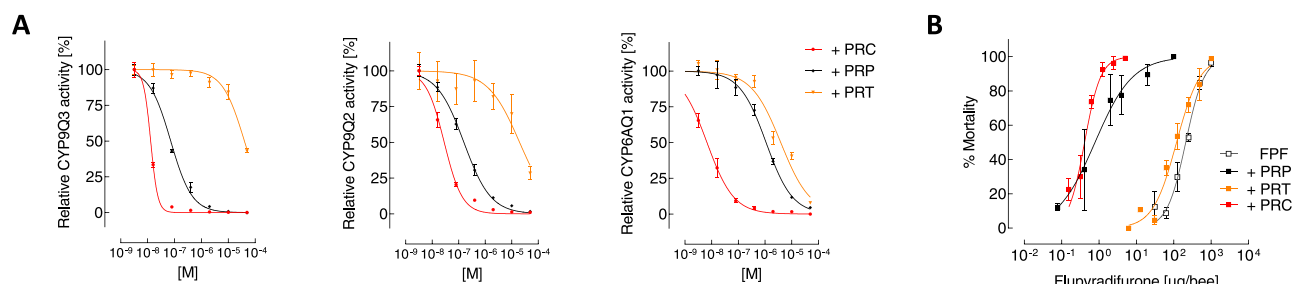 A
Relative CYP9Q3 activity [%]
100
75
50
25
0
10-9 10-8 10-7 10-6 10-5 10-4
[M]
Relative CYP9Q2 activity [%]
100
75
50
25
0
10-9 10-8 10-7 10-6 10-5 10-4
[M]
Relative CYP6AQ1 activity [%]
100
75
50
25
0
10-9 10-8 10-7 10-6 10-5 10-4
[M]
+ PRC
+ PRP
+ PRT
B
% Mortality
100
80
60
40
20
0
10-2 10-1 100 101 102 103 104
Flupyradifurone [µg/bee]
FPF
+ PRP
+ PRT
+ PRC